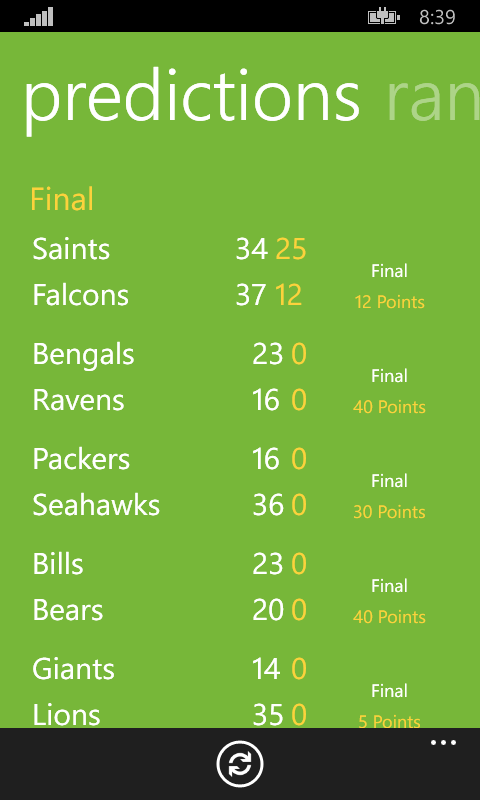 8:39
predictions ran
Final
Saints 34 25
Final
Falcons 37 12
12 Points
Bengals 23 0
Final
Ravens 16 0
40 Points
Packers 16 0
Final
Seahawks 36 0
30 Points
Bills 23 0
Final
Bears 20 0
40 Points
Giants 14 0
Final
Lions 35 0
5 Points